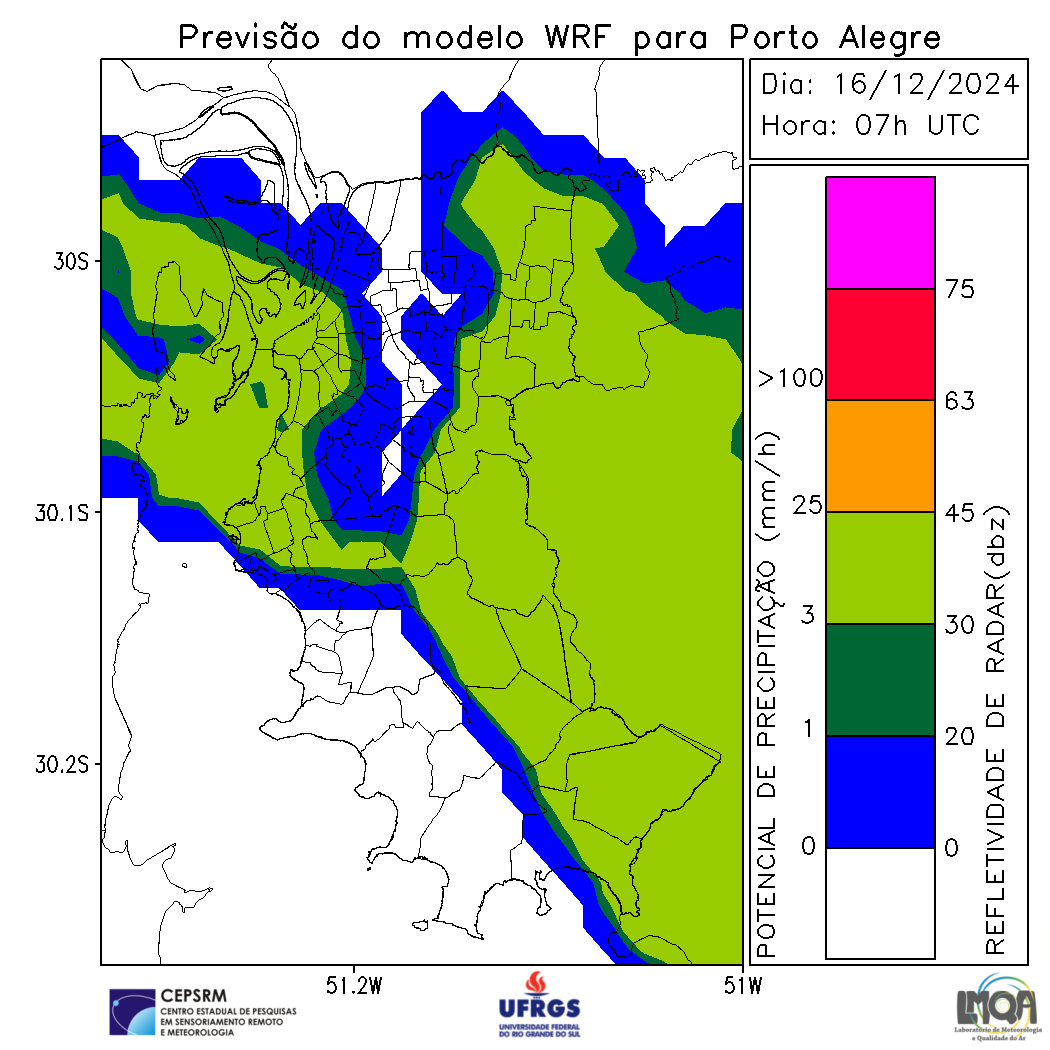 Previsão do modelo WRF para Porto Alegre
Dia: 16/12/2024
Hora: 07h UTC
30S
30.1S
30.2S
51.2W
51W
POTENCIAL DE PRECIPITAÇÃO (mm/h)
>100
25
3
1
0
75
63
45
30
20
0
REFLETIVIDADE DE RADAR(dbz)
CEPSRM
CENTRO ESTADUAL DE PESQUISAS
EM SENSORIAMENTO REMOTO
E METEOROLOGIA
UFRGS
UNIVERSIDADE FEDERAL
DO RIO GRANDE DO SUL
LMQA
Laboratório de Meteorologia
e Qualidade do Ar